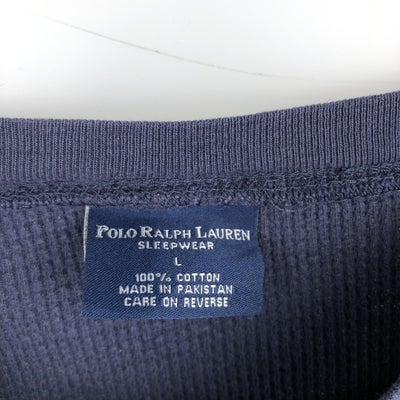 POLO RALPH LAUREN
SLEEPWEAR
L
100% COTTON
MADE IN PAKISTAN
CARE ON REVERSE